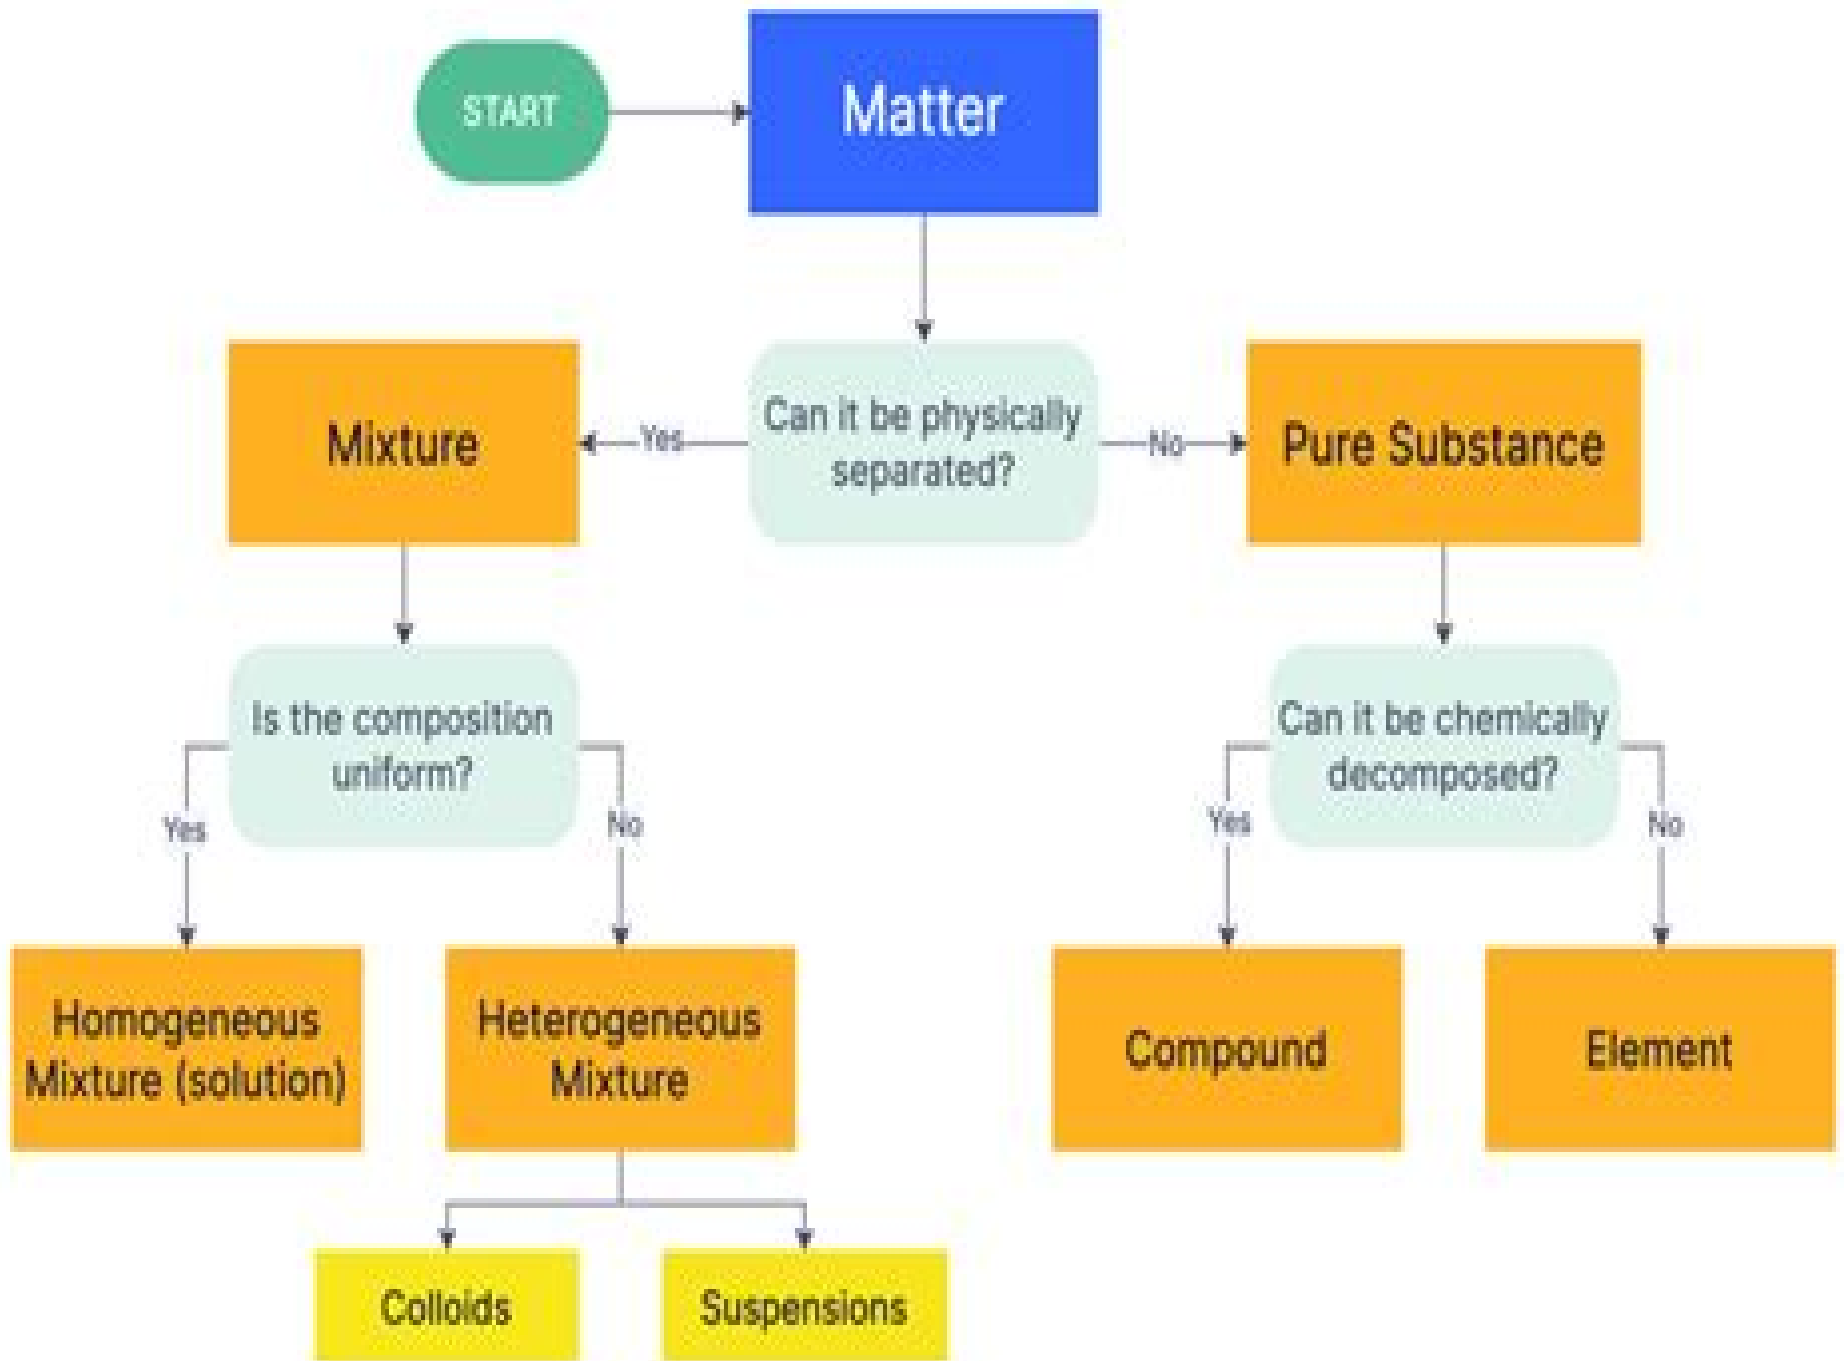 START
Matter
Mixture
Yes
Can it be physically
separated?
No
Pure Substance
Is the composition
uniform?
Yes
No
Can it be chemically
decomposed?
Yes
No
Homogeneous
Mixture (solution)
Heterogeneous
Mixture
Compound
Element
Colloids
Suspensions